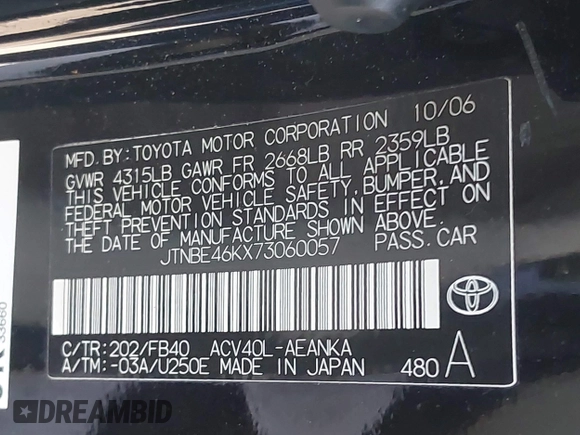 10/06
MFD. BY: TOYOTA MOTOR CORPORATION
GVWR 4315LB GAWR FR 2668LB RR 2359LB
THIS VEHICLE CONFORMS TO ALL APPLICABLE
FEDERAL MOTOR VEHICLE SAFETY, BUMPER, AND
THEFT PREVENTION STANDARDS IN EFFECT ON
THE DATE OF MANUFACTURE SHOWN ABOVE.
JTNBE46KX73060057 PASS. CAR
C/TR: 202/FB40 ACV40L-AEANKA
A/TM: -03A/U250E MADE IN JAPAN 480 A
33660
DREAMBID